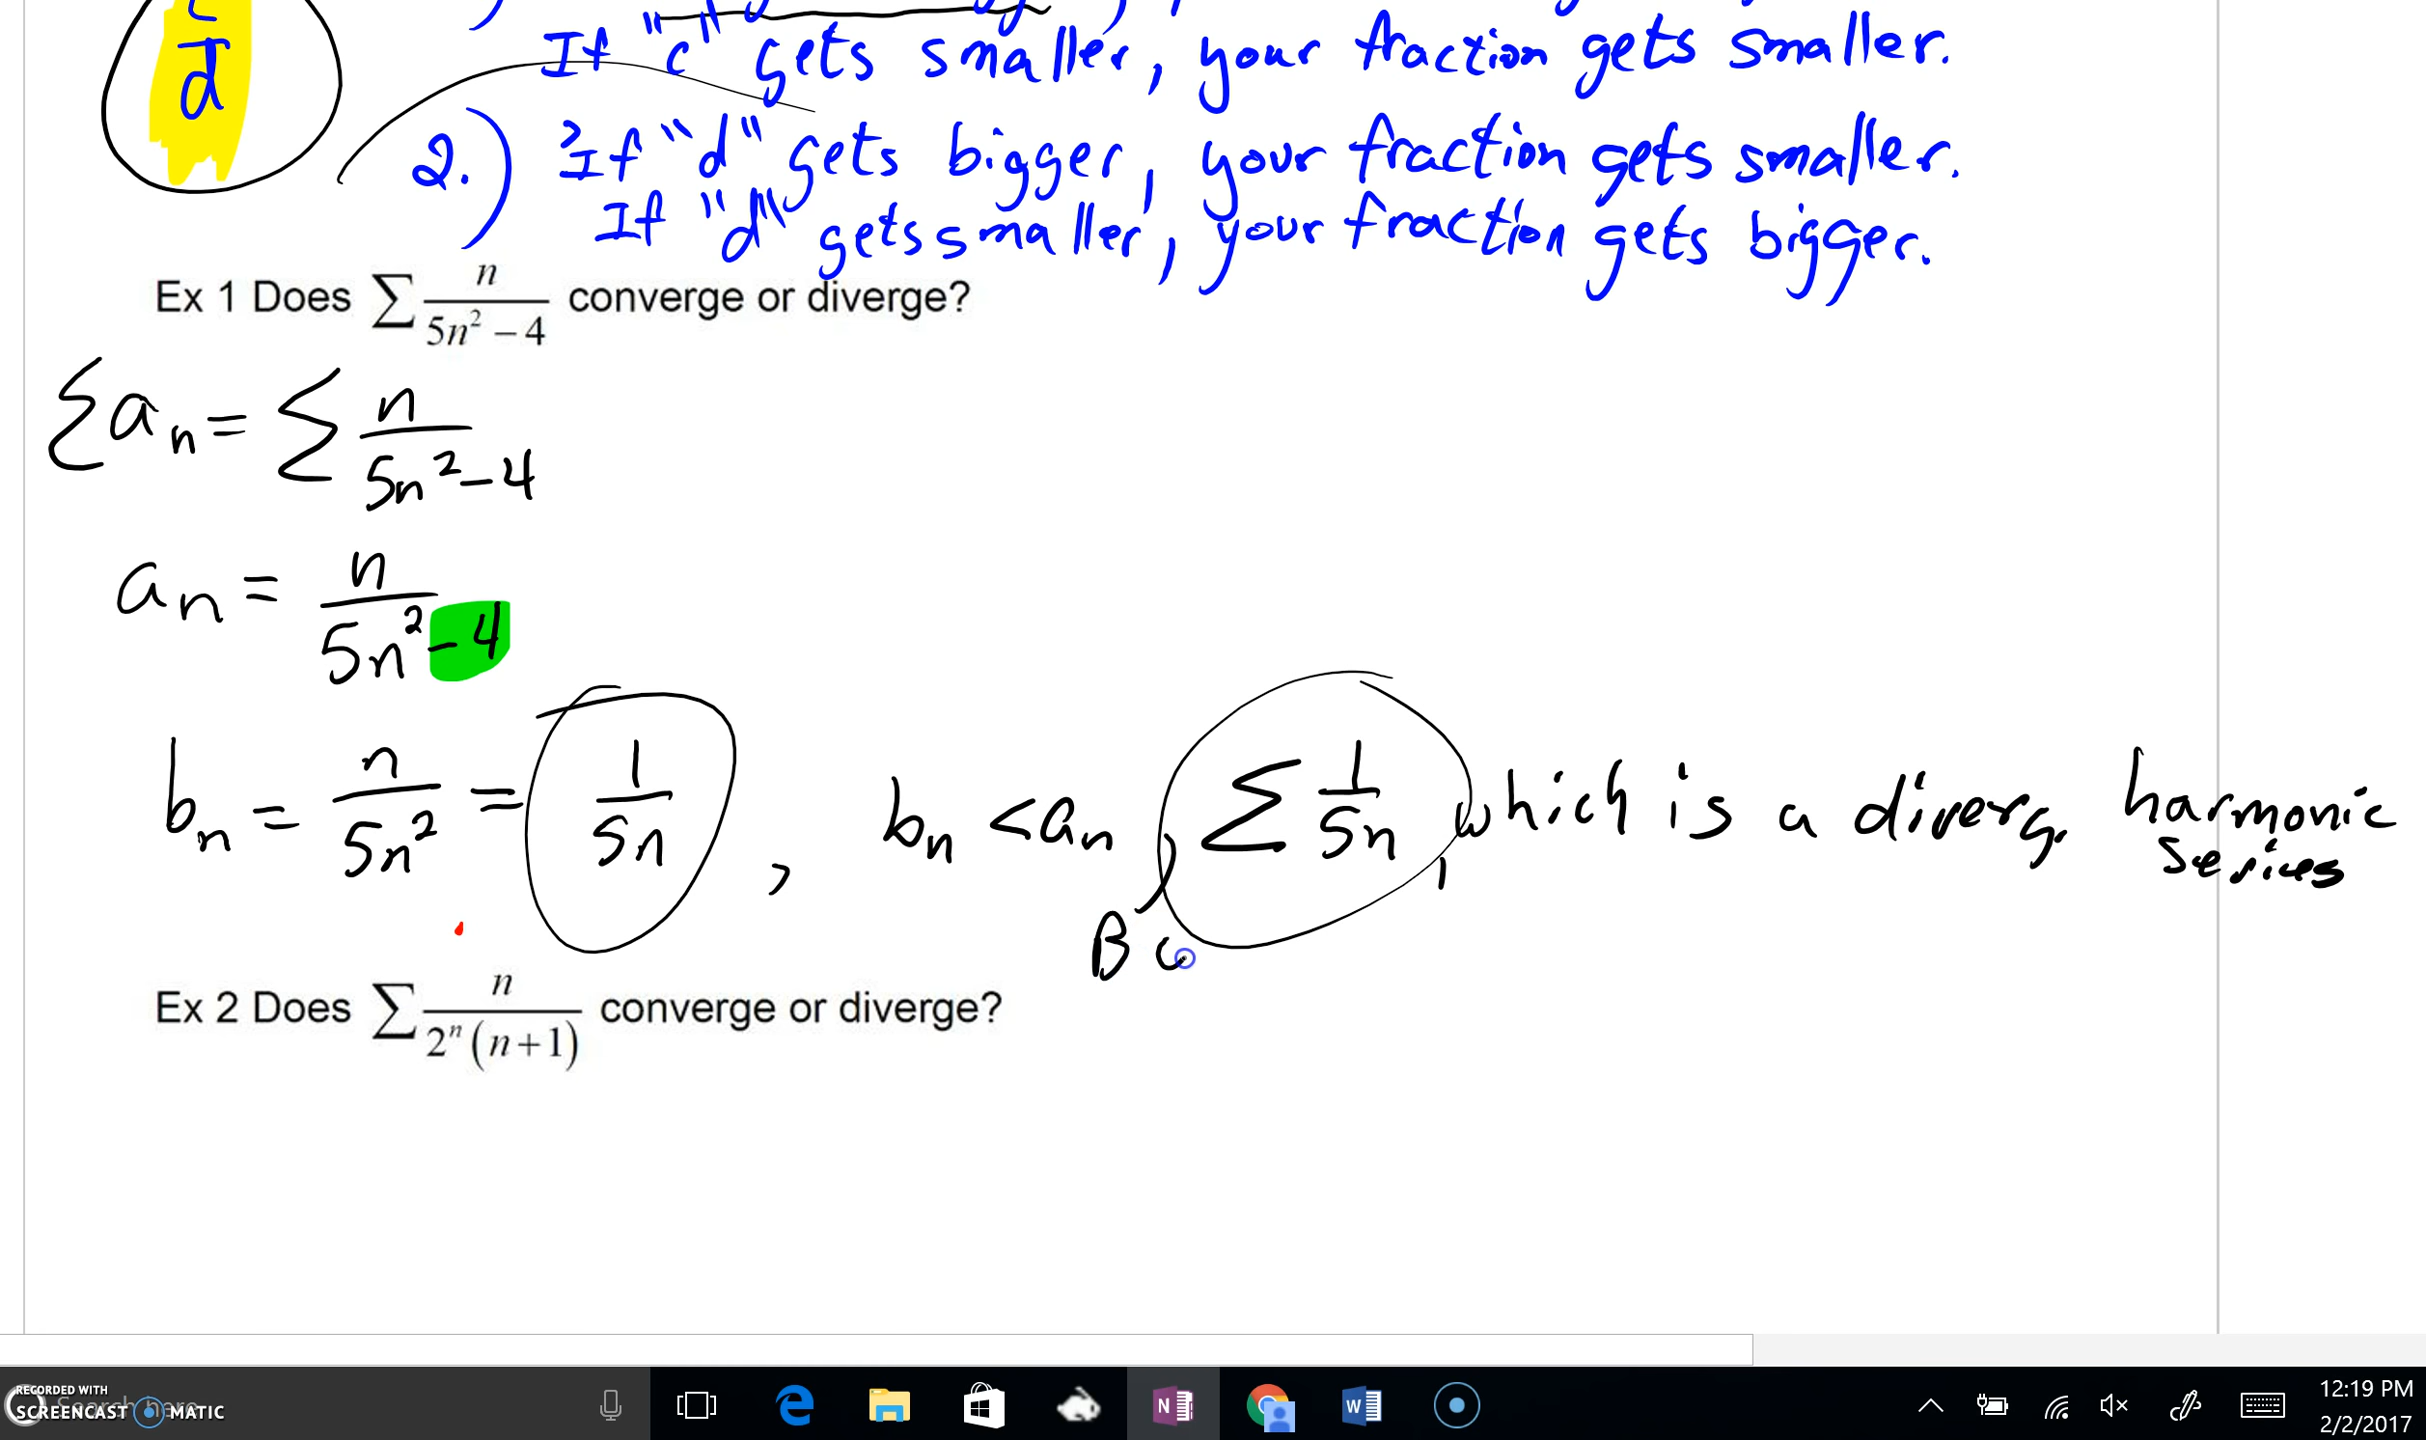 c
d
If "c" gets smaller, your fraction gets smaller.
2.) If "d" gets bigger, your fraction gets smaller.
If "d" gets smaller, your fraction gets bigger.
Ex 1 Does ∑ n/(5n² − 4) converge or diverge?
∑ aₙ = ∑ n/(5n² − 4)
aₙ = n/(5n² − 4)
bₙ = n/(5n²) = 1/(5n) , bₙ < aₙ , ∑ 1/(5n) , which is a diverg. harmonic series
B
Ex 2 Does ∑ n/(2ⁿ(n+1)) converge or diverge?
RECORDED WITH
SCREENCAST MATIC
Search here
N
W
12:19 PM
2/2/2017